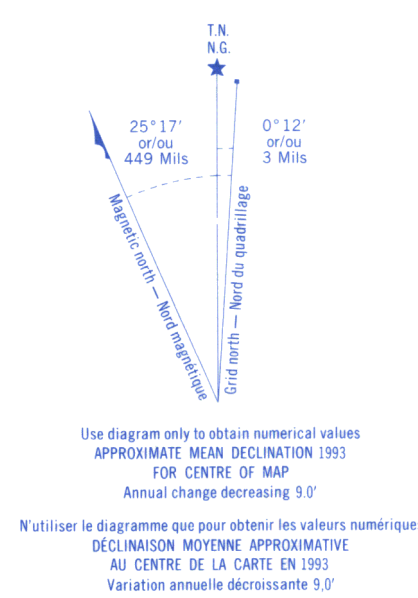 T.N.
N.G.
25°17'
or/ou
449 Mils
0°12'
or/ou
3 Mils
Magnetic north — Nord magnétique
Grid north — Nord du quadrillage
Use diagram only to obtain numerical values
APPROXIMATE MEAN DECLINATION 1993
FOR CENTRE OF MAP
Annual change decreasing 9.0'
N'utiliser le diagramme que pour obtenir les valeurs numérique
DÉCLINAISON MOYENNE APPROXIMATIVE
AU CENTRE DE LA CARTE EN 1993
Variation annuelle décroissante 9,0'